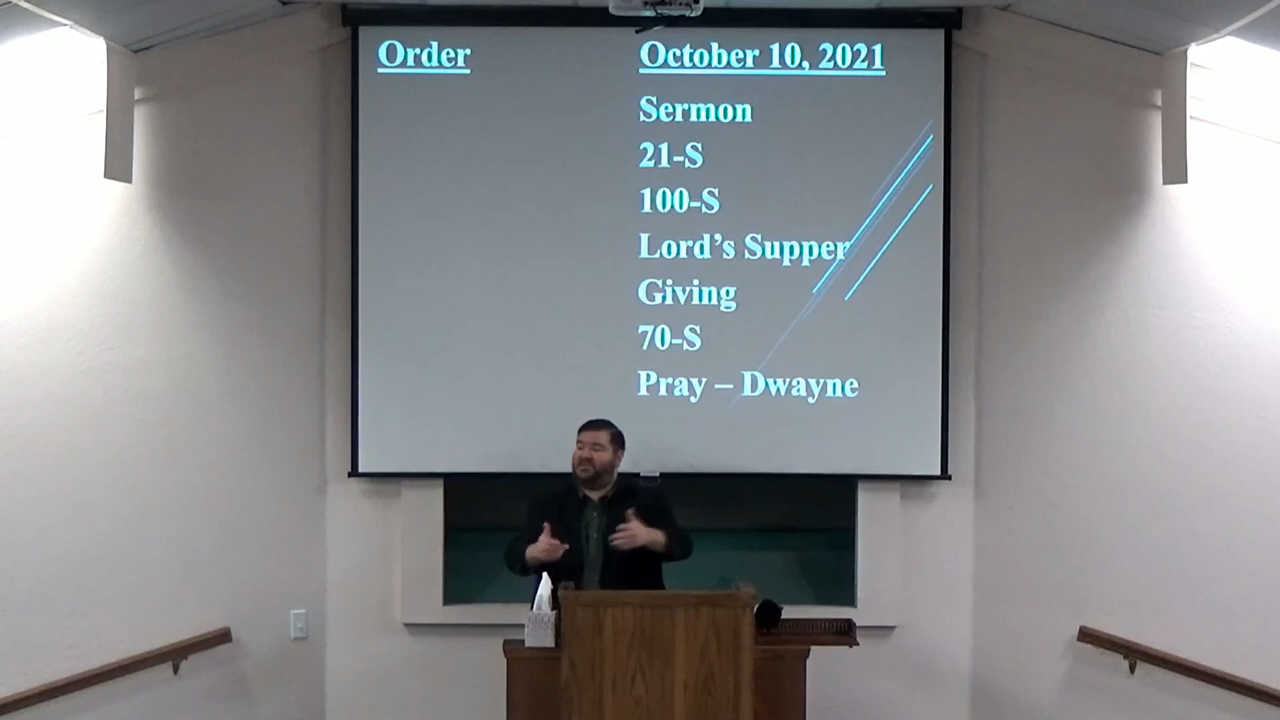 Order
October 10, 2021
Sermon
21-S
100-S
Lord’s Supper
Giving
70-S
Pray – Dwayne